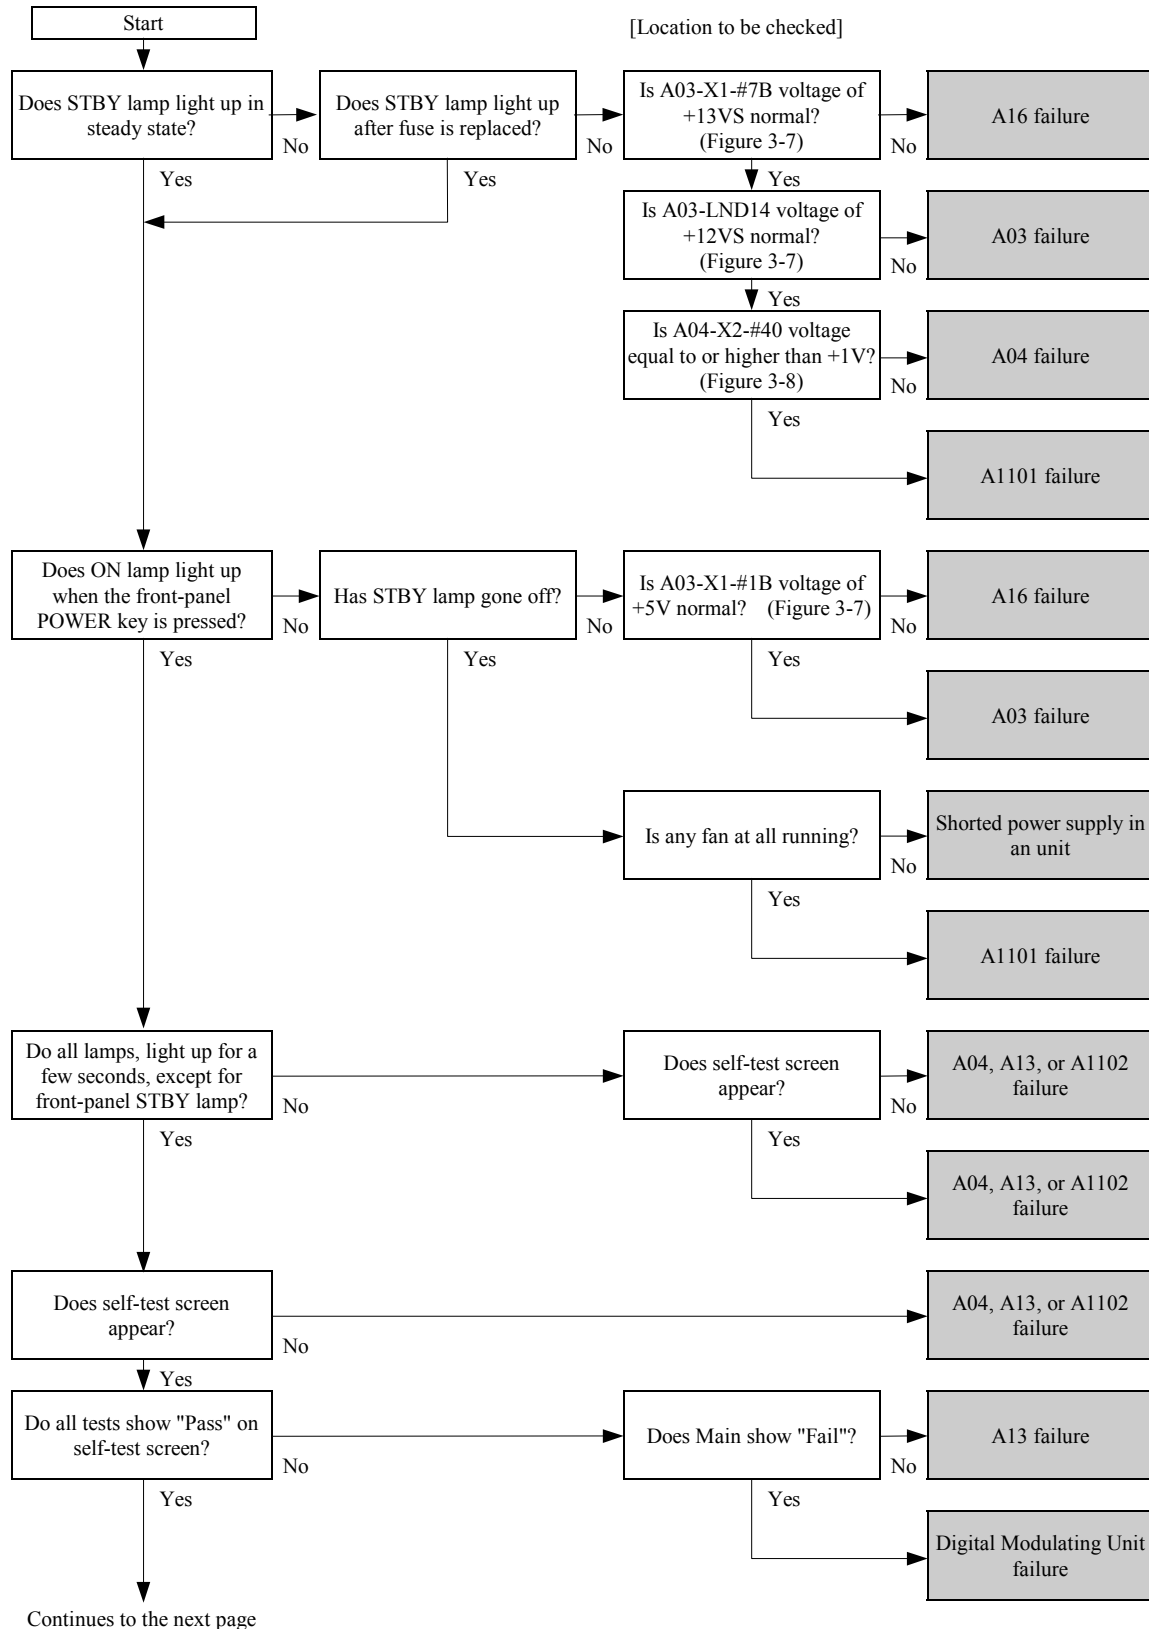 Start
[Location to be checked]
Does STBY lamp light up in
steady state?
No
Yes
Does STBY lamp light up
after fuse is replaced?
No
Yes
Is A03-X1-#7B voltage of
+13VS normal?
(Figure 3-7)
No
Yes
A16 failure
Is A03-LND14 voltage of
+12VS normal?
(Figure 3-7)
No
Yes
A03 failure
Is A04-X2-#40 voltage
equal to or higher than +1V?
(Figure 3-8)
No
Yes
A04 failure
A1101 failure
Does ON lamp light up
when the front-panel
POWER key is pressed?
No
Yes
Has STBY lamp gone off?
No
Yes
Is A03-X1-#1B voltage of
+5V normal? (Figure 3-7)
No
Yes
A16 failure
A03 failure
Is any fan at all running?
No
Yes
Shorted power supply in
an unit
A1101 failure
Do all lamps, light up for a
few seconds, except for
front-panel STBY lamp?
No
Yes
Does self-test screen
appear?
No
Yes
A04, A13, or A1102
failure
A04, A13, or A1102
failure
Does self-test screen
appear?
No
Yes
A04, A13, or A1102
failure
Do all tests show "Pass" on
self-test screen?
No
Yes
Does Main show "Fail"?
No
Yes
A13 failure
Digital Modulating Unit
failure
Continues to the next page